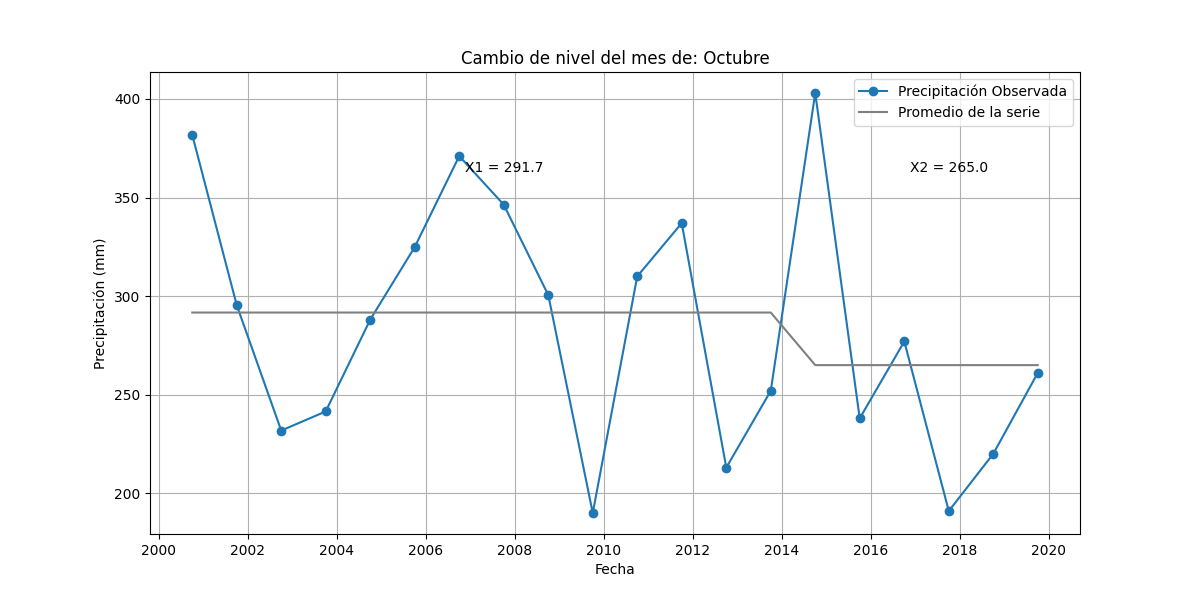 Cambio de nivel del mes de: Octubre
Precipitación Observada
Promedio de la serie
X1 = 291.7
X2 = 265.0
Precipitación (mm)
400
350
300
250
200
2000 2002 2004 2006 2008 2010 2012 2014 2016 2018 2020
Fecha